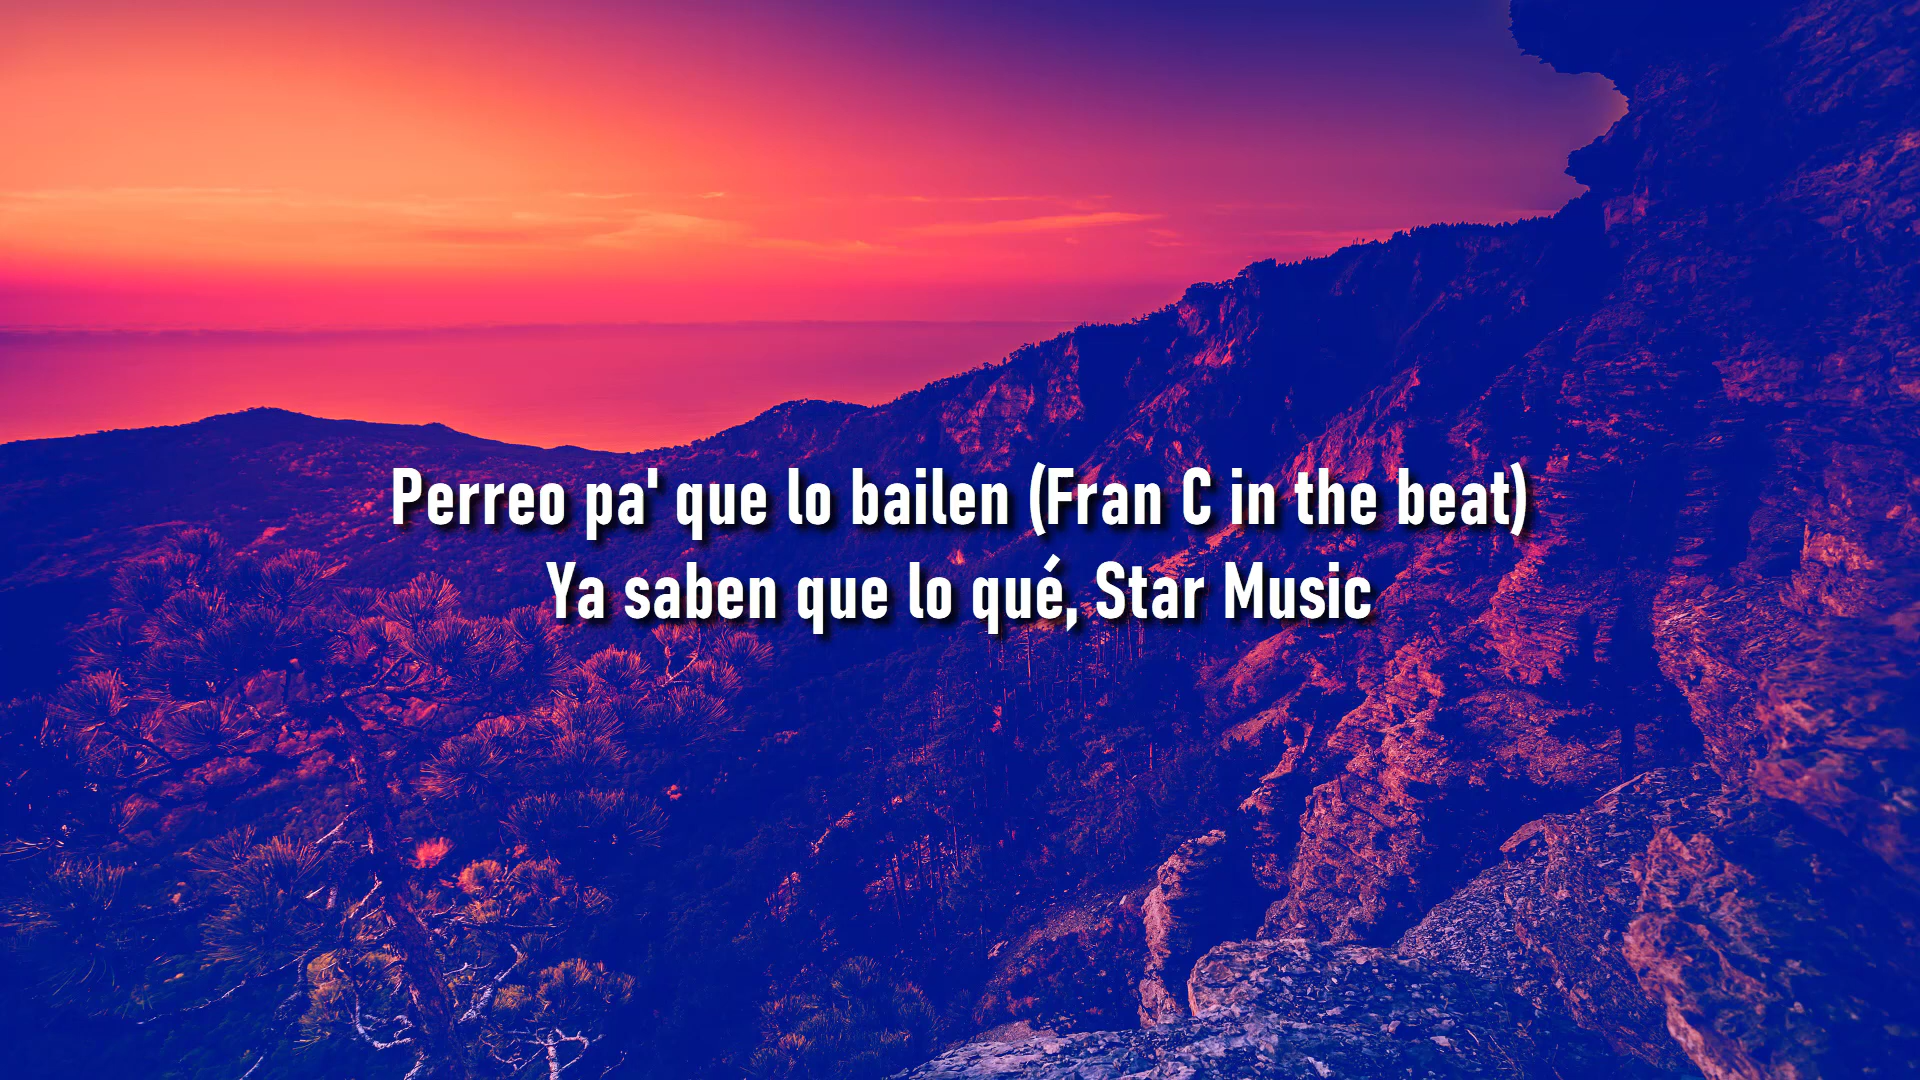 Perreo pa' que lo bailen (Fran C in the beat)
Ya saben que lo qué, Star Music